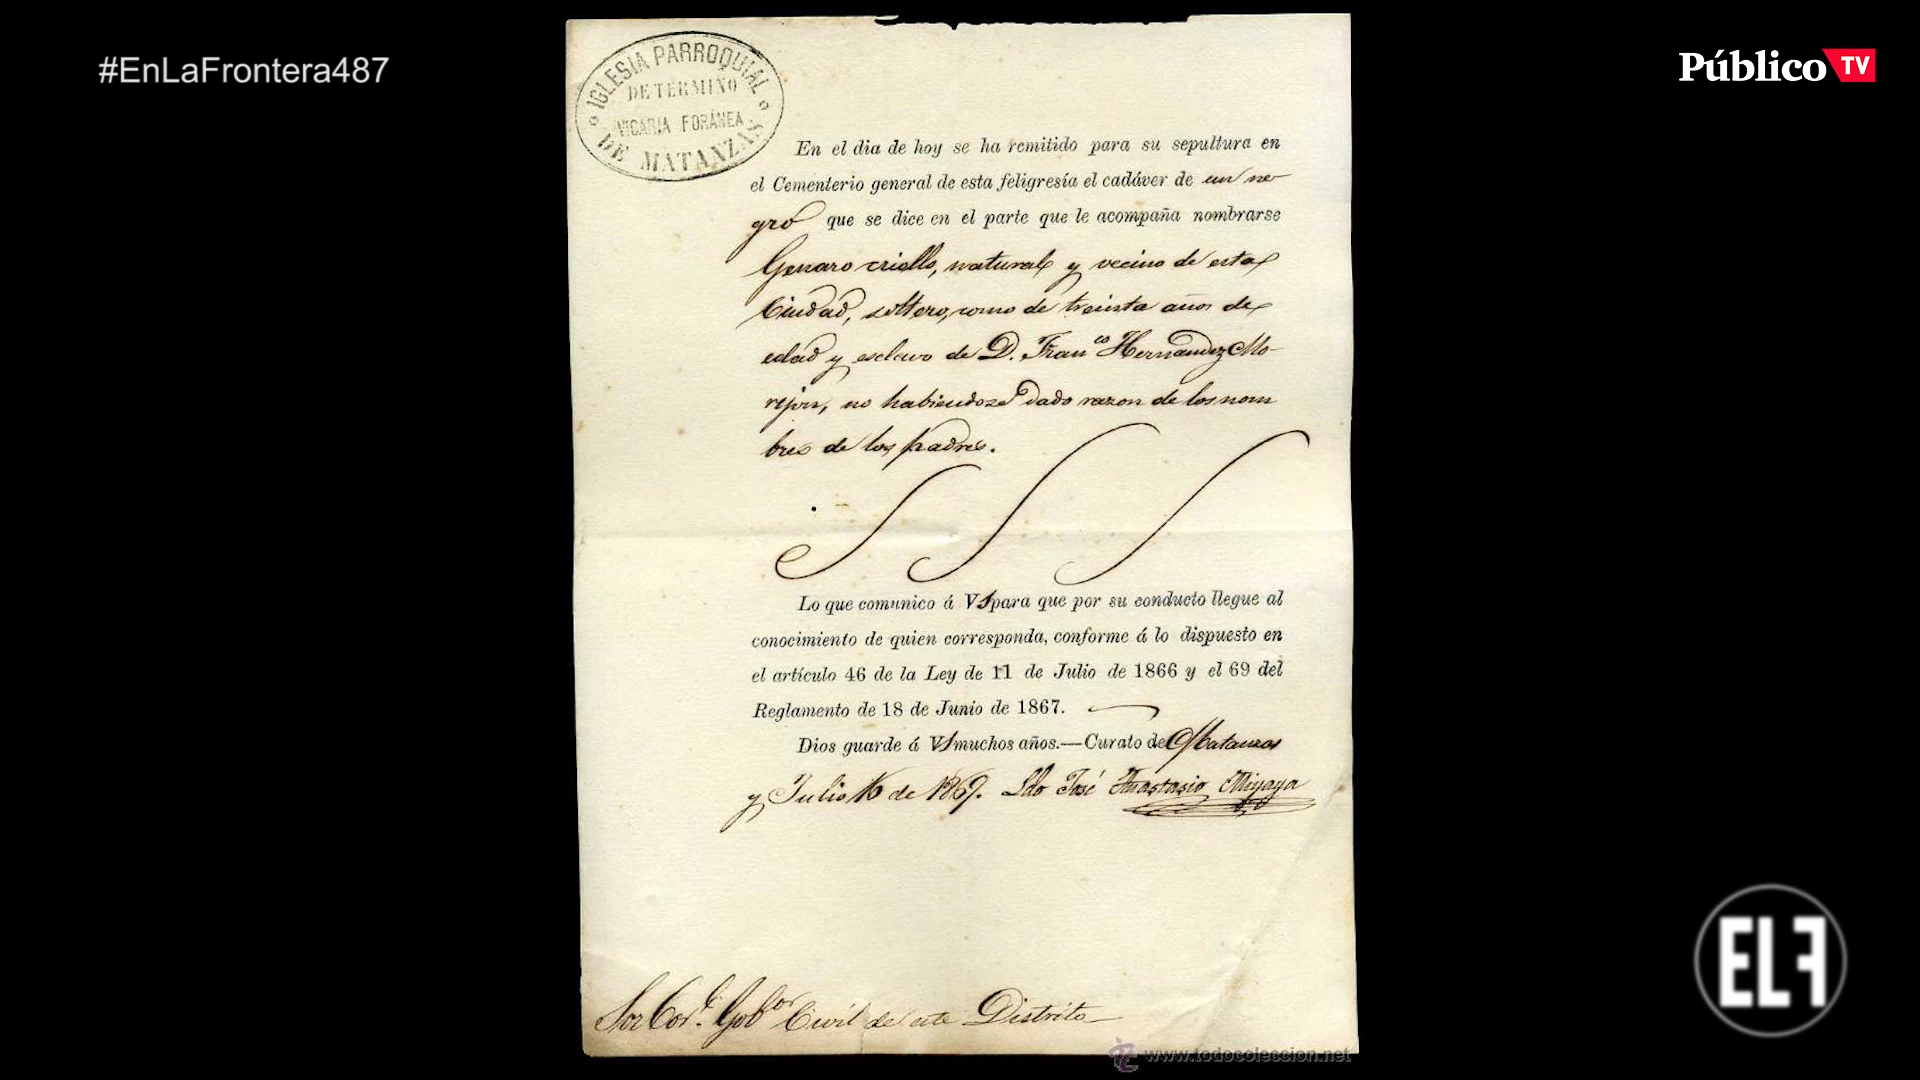 #EnLaFrontera487
Público TV
IGLESIA PARROQUIAL
DE TERMINO
VICARIA FORÁNEA
DE MATANZAS
En el dia de hoy se ha remitido para su sepultura en
el Cementerio general de esta feligresía el cadáver de un ne
gro que se dice en el parte que le acompaña nombrarse
Genaro criollo, natural y vecino de esta
Ciudad, soltero, como de treinta años de
edad y esclavo de D. Fran.co Hernandez Mo-
rejon, no habiendose dado razon de los nom
bres de los padres.
Lo que comunico á VS para que por su conducto llegue al
conocimiento de quien corresponda, conforme á lo dispuesto en
el artículo 46 de la Ley de 11 de Julio de 1866 y el 69 del
Reglamento de 18 de Junio de 1867.
Dios guarde á VS muchos años.—Curato de Matanzas
y Julio 16 de 1869. Ldo José Anastasio
Sor Cor.l Gob.or Civil de este Distrito
www.todocoleccion.net
ELF